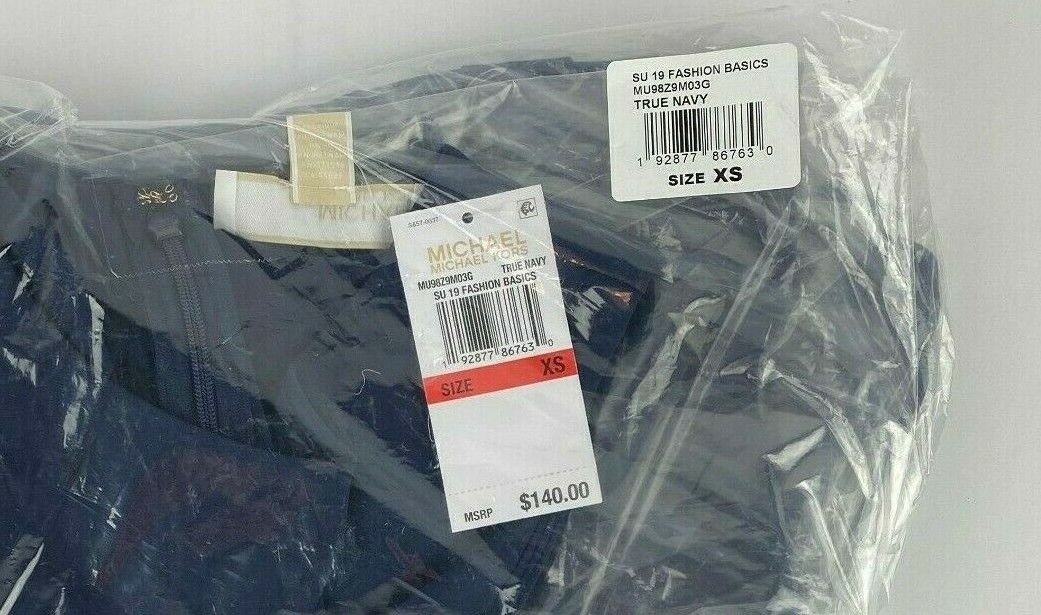 SU 19 FASHION BASICS
MU98Z9M03G
TRUE NAVY
1 92877 86763 0
SIZE XS
MICH
MICHAEL
MICHAEL KORS
MU98Z9M03G TRUE NAVY
SU 19 FASHION BASICS
1 92877 86763 0
SIZE XS
MSRP $140.00